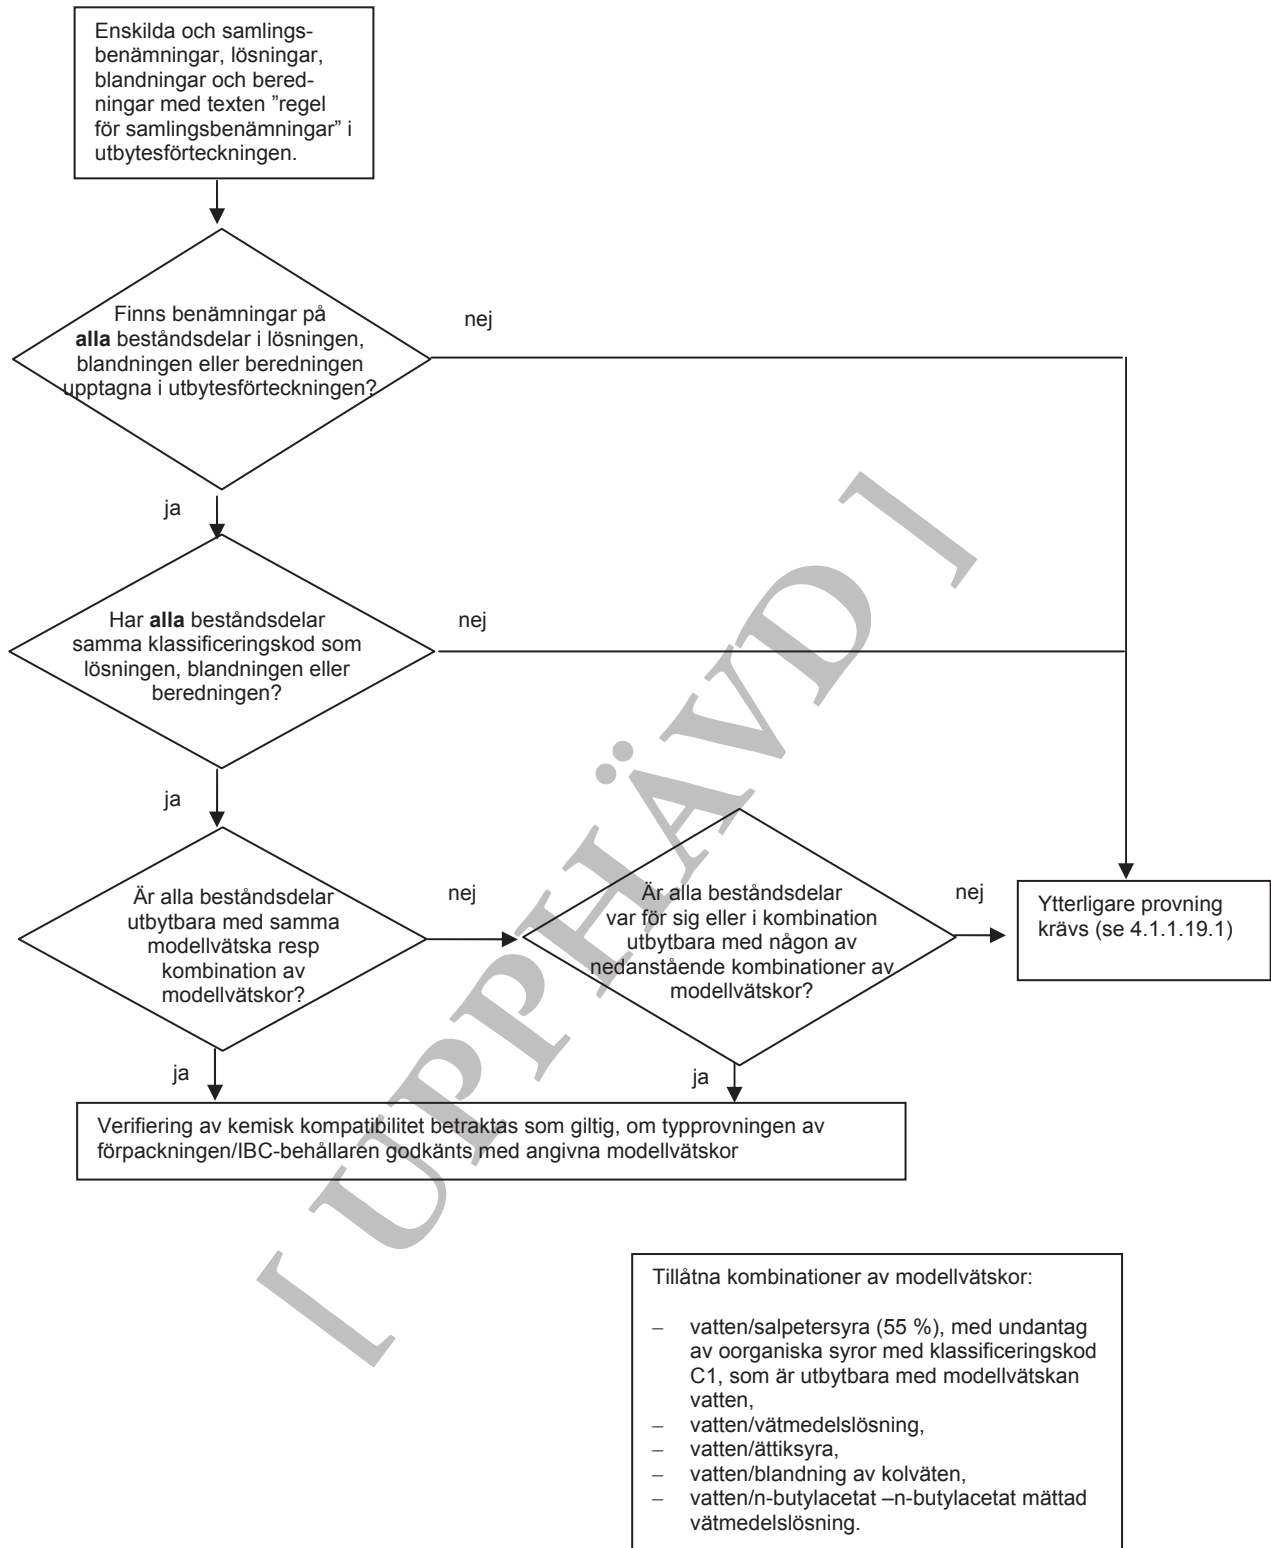 Enskilda och samlings-
benämningar, lösningar,
blandningar och bered-
ningar med texten ”regel
för samlingsbenämningar” i
utbytesförteckningen.
Finns benämningar på
alla beståndsdelar i lösningen,
blandningen eller beredningen
upptagna i utbytesförteckningen?
nej
ja
Har alla beståndsdelar
samma klassificeringskod som
lösningen, blandningen eller
beredningen?
nej
ja
Är alla beståndsdelar
utbytbara med samma
modellvätska resp
kombination av
modellvätskor?
nej
Är alla beståndsdelar
var för sig eller i kombination
utbytbara med någon av
nedanstående kombinationer av
modellvätskor?
nej
Ytterligare provning
krävs (se 4.1.1.19.1)
ja
ja
Verifiering av kemisk kompatibilitet betraktas som giltig, om typprovningen av
förpackningen/IBC-behållaren godkänts med angivna modellvätskor
Tillåtna kombinationer av modellvätskor:
– vatten/salpetersyra (55 %), med undantag
av oorganiska syror med klassificeringskod
C1, som är utbytbara med modellvätskan
vatten,
– vatten/vätmedelslösning,
– vatten/ättiksyra,
– vatten/blandning av kolväten,
– vatten/n-butylacetat –n-butylacetat mättad
vätmedelslösning.
[ UPPHÄVD ]